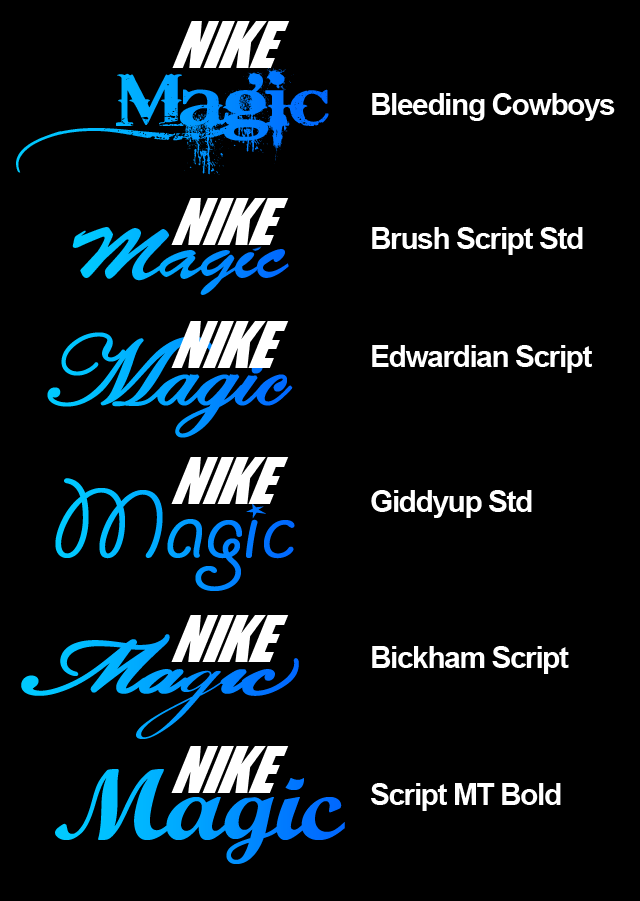 NIKE
Magic
Bleeding Cowboys
NIKE
Magic
Brush Script Std
NIKE
Magic
Edwardian Script
NIKE
Magic
Giddyup Std
NIKE
Magic
Bickham Script
NIKE
Magic
Script MT Bold